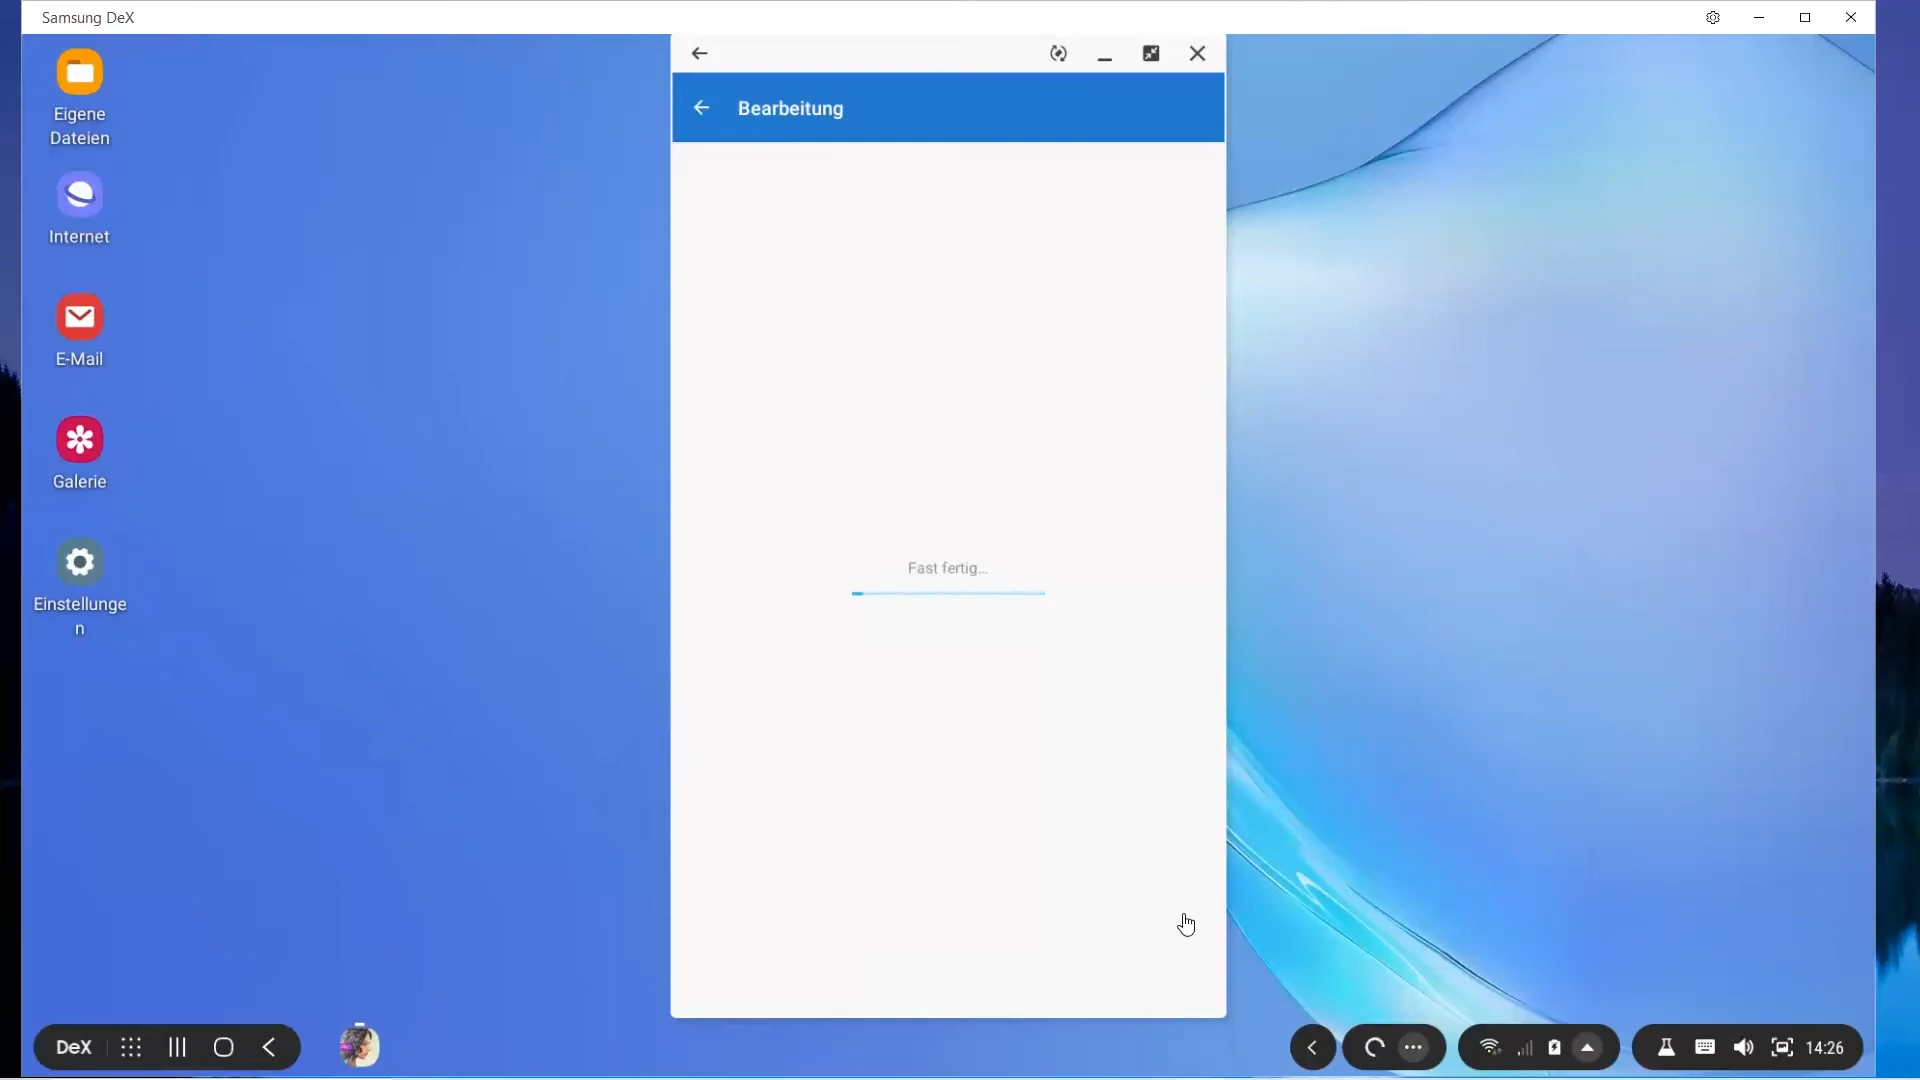 Samsung DeX
Eigene
Dateien
Internet
E-Mail
Galerie
Einstellunge
n
Bearbeitung
Fast fertig...
DeX
14:26